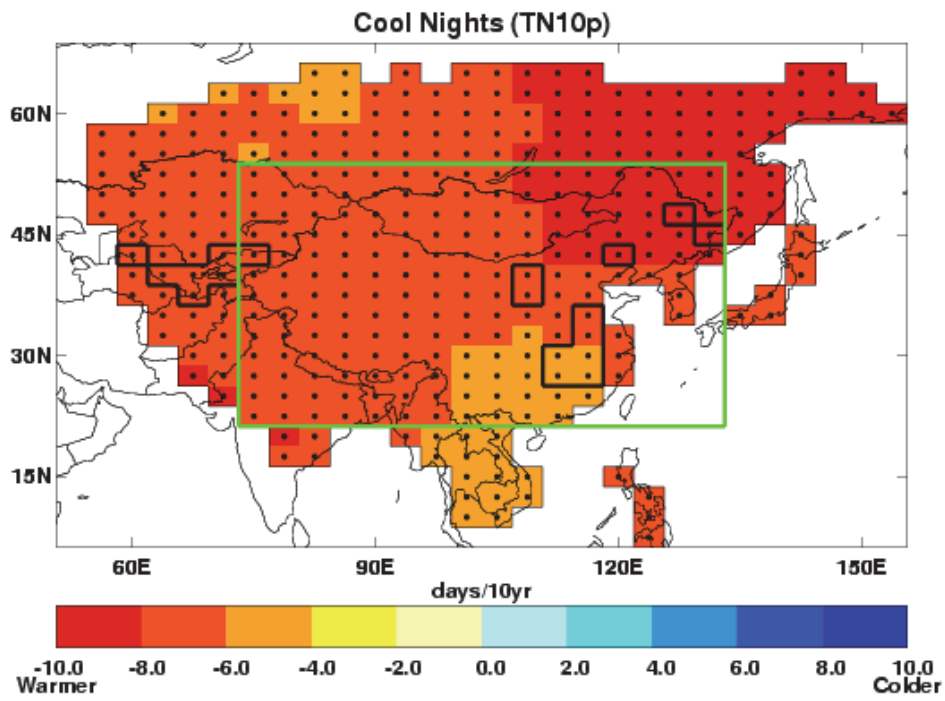 Cool Nights (TN10p)
60N
45N
30N
15N
60E 90E 120E 150E
days/10yr
-10.0 -8.0 -6.0 -4.0 -2.0 0.0 2.0 4.0 6.0 8.0 10.0
Warmer Colder